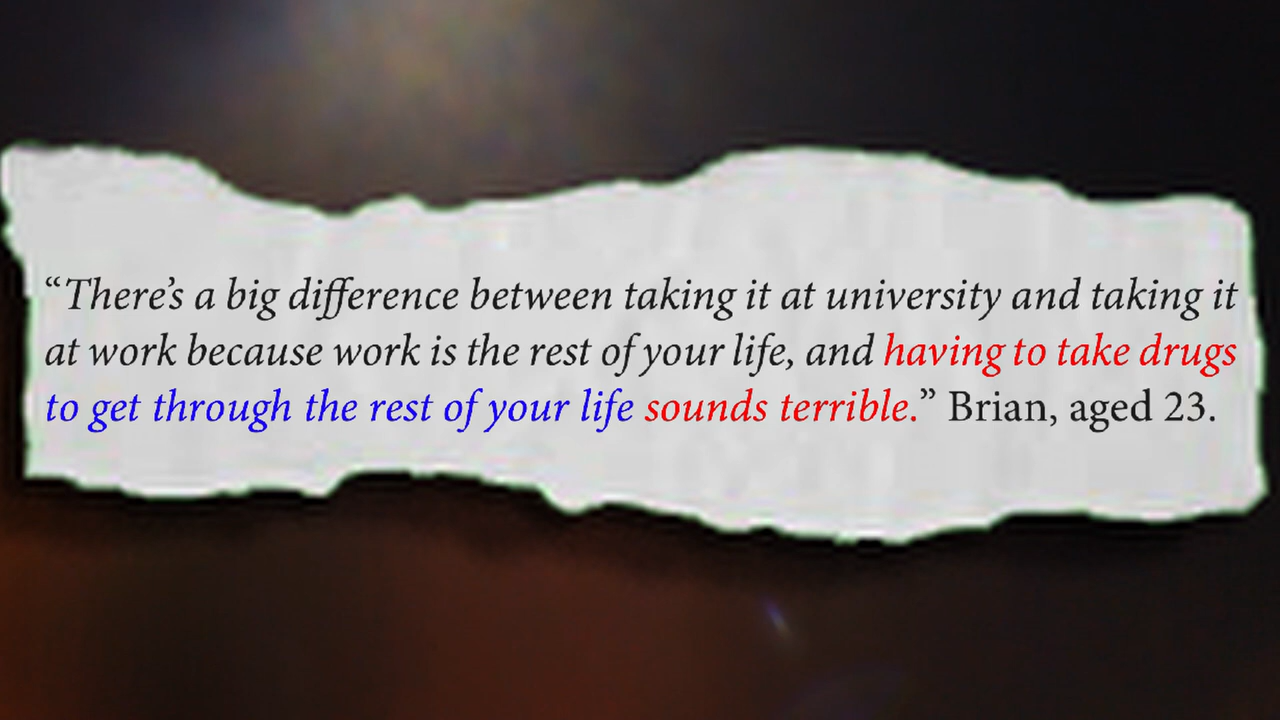 “There’s a big difference between taking it at university and taking it
at work because work is the rest of your life, and having to take drugs
to get through the rest of your life sounds terrible.” Brian, aged 23.